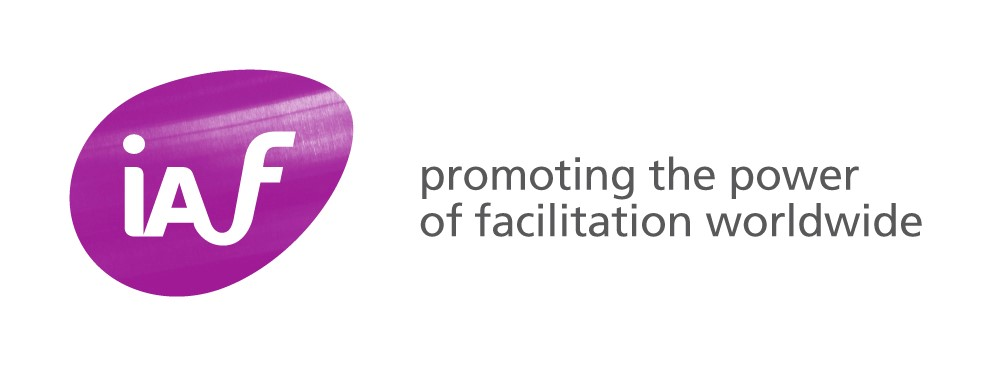 iAF
promoting the power
of facilitation worldwide